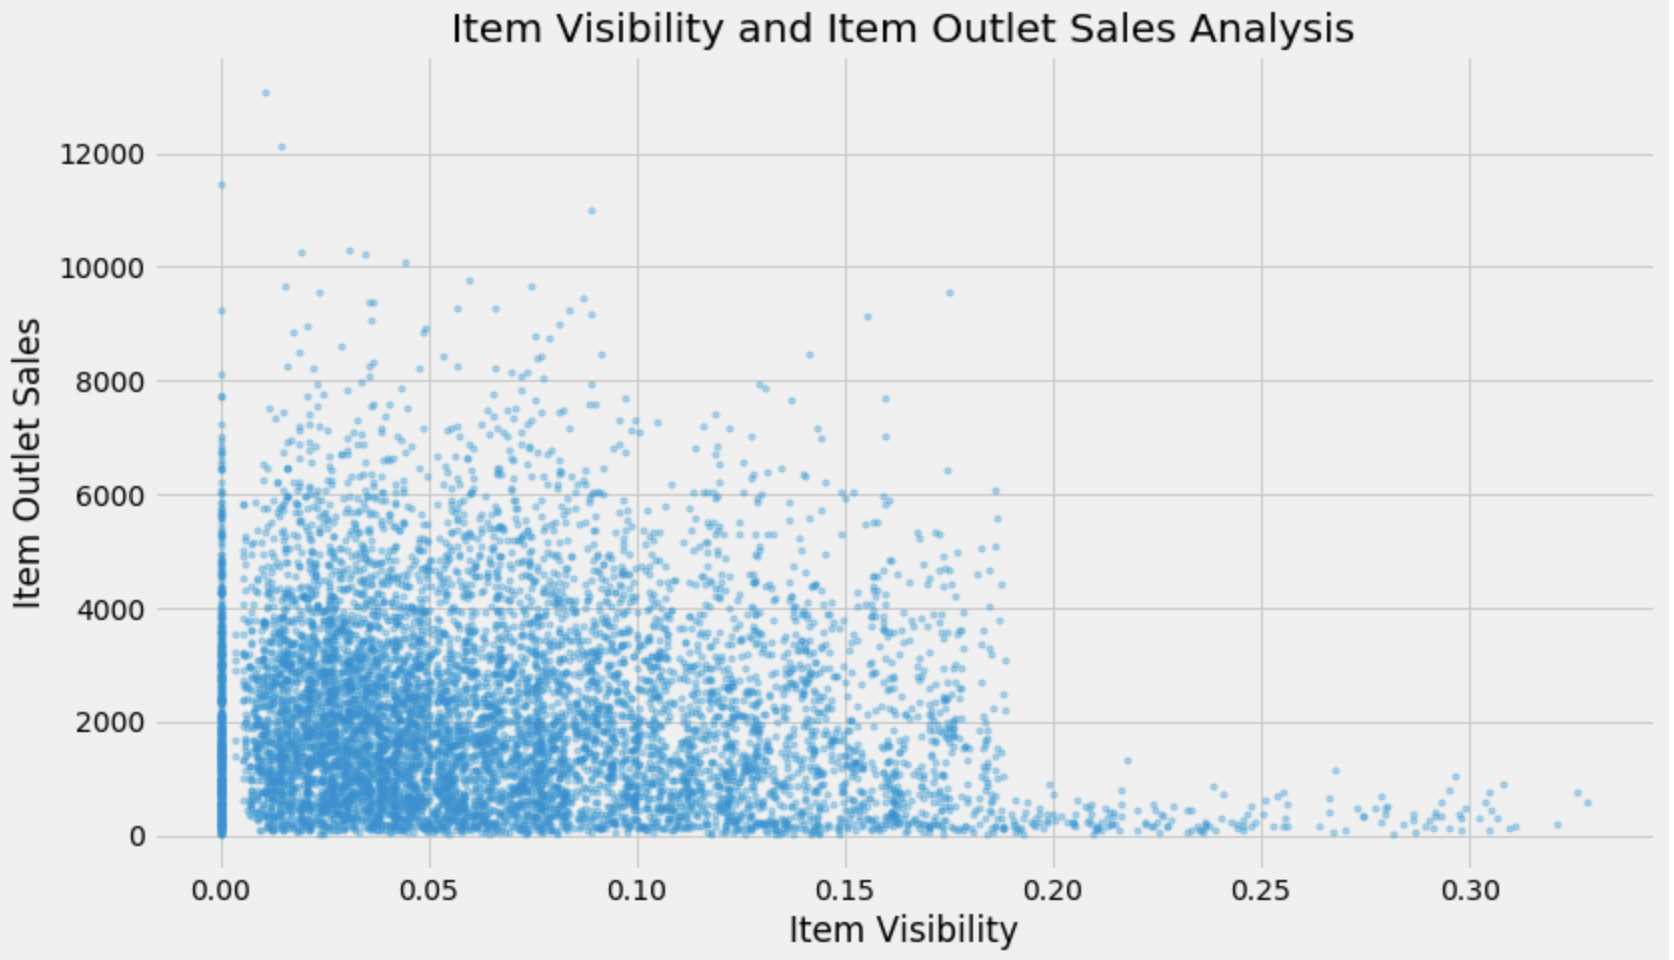 Item Visibility and Item Outlet Sales Analysis
Item Outlet Sales
12000
10000
8000
6000
4000
2000
0
0.00 0.05 0.10 0.15 0.20 0.25 0.30
Item Visibility